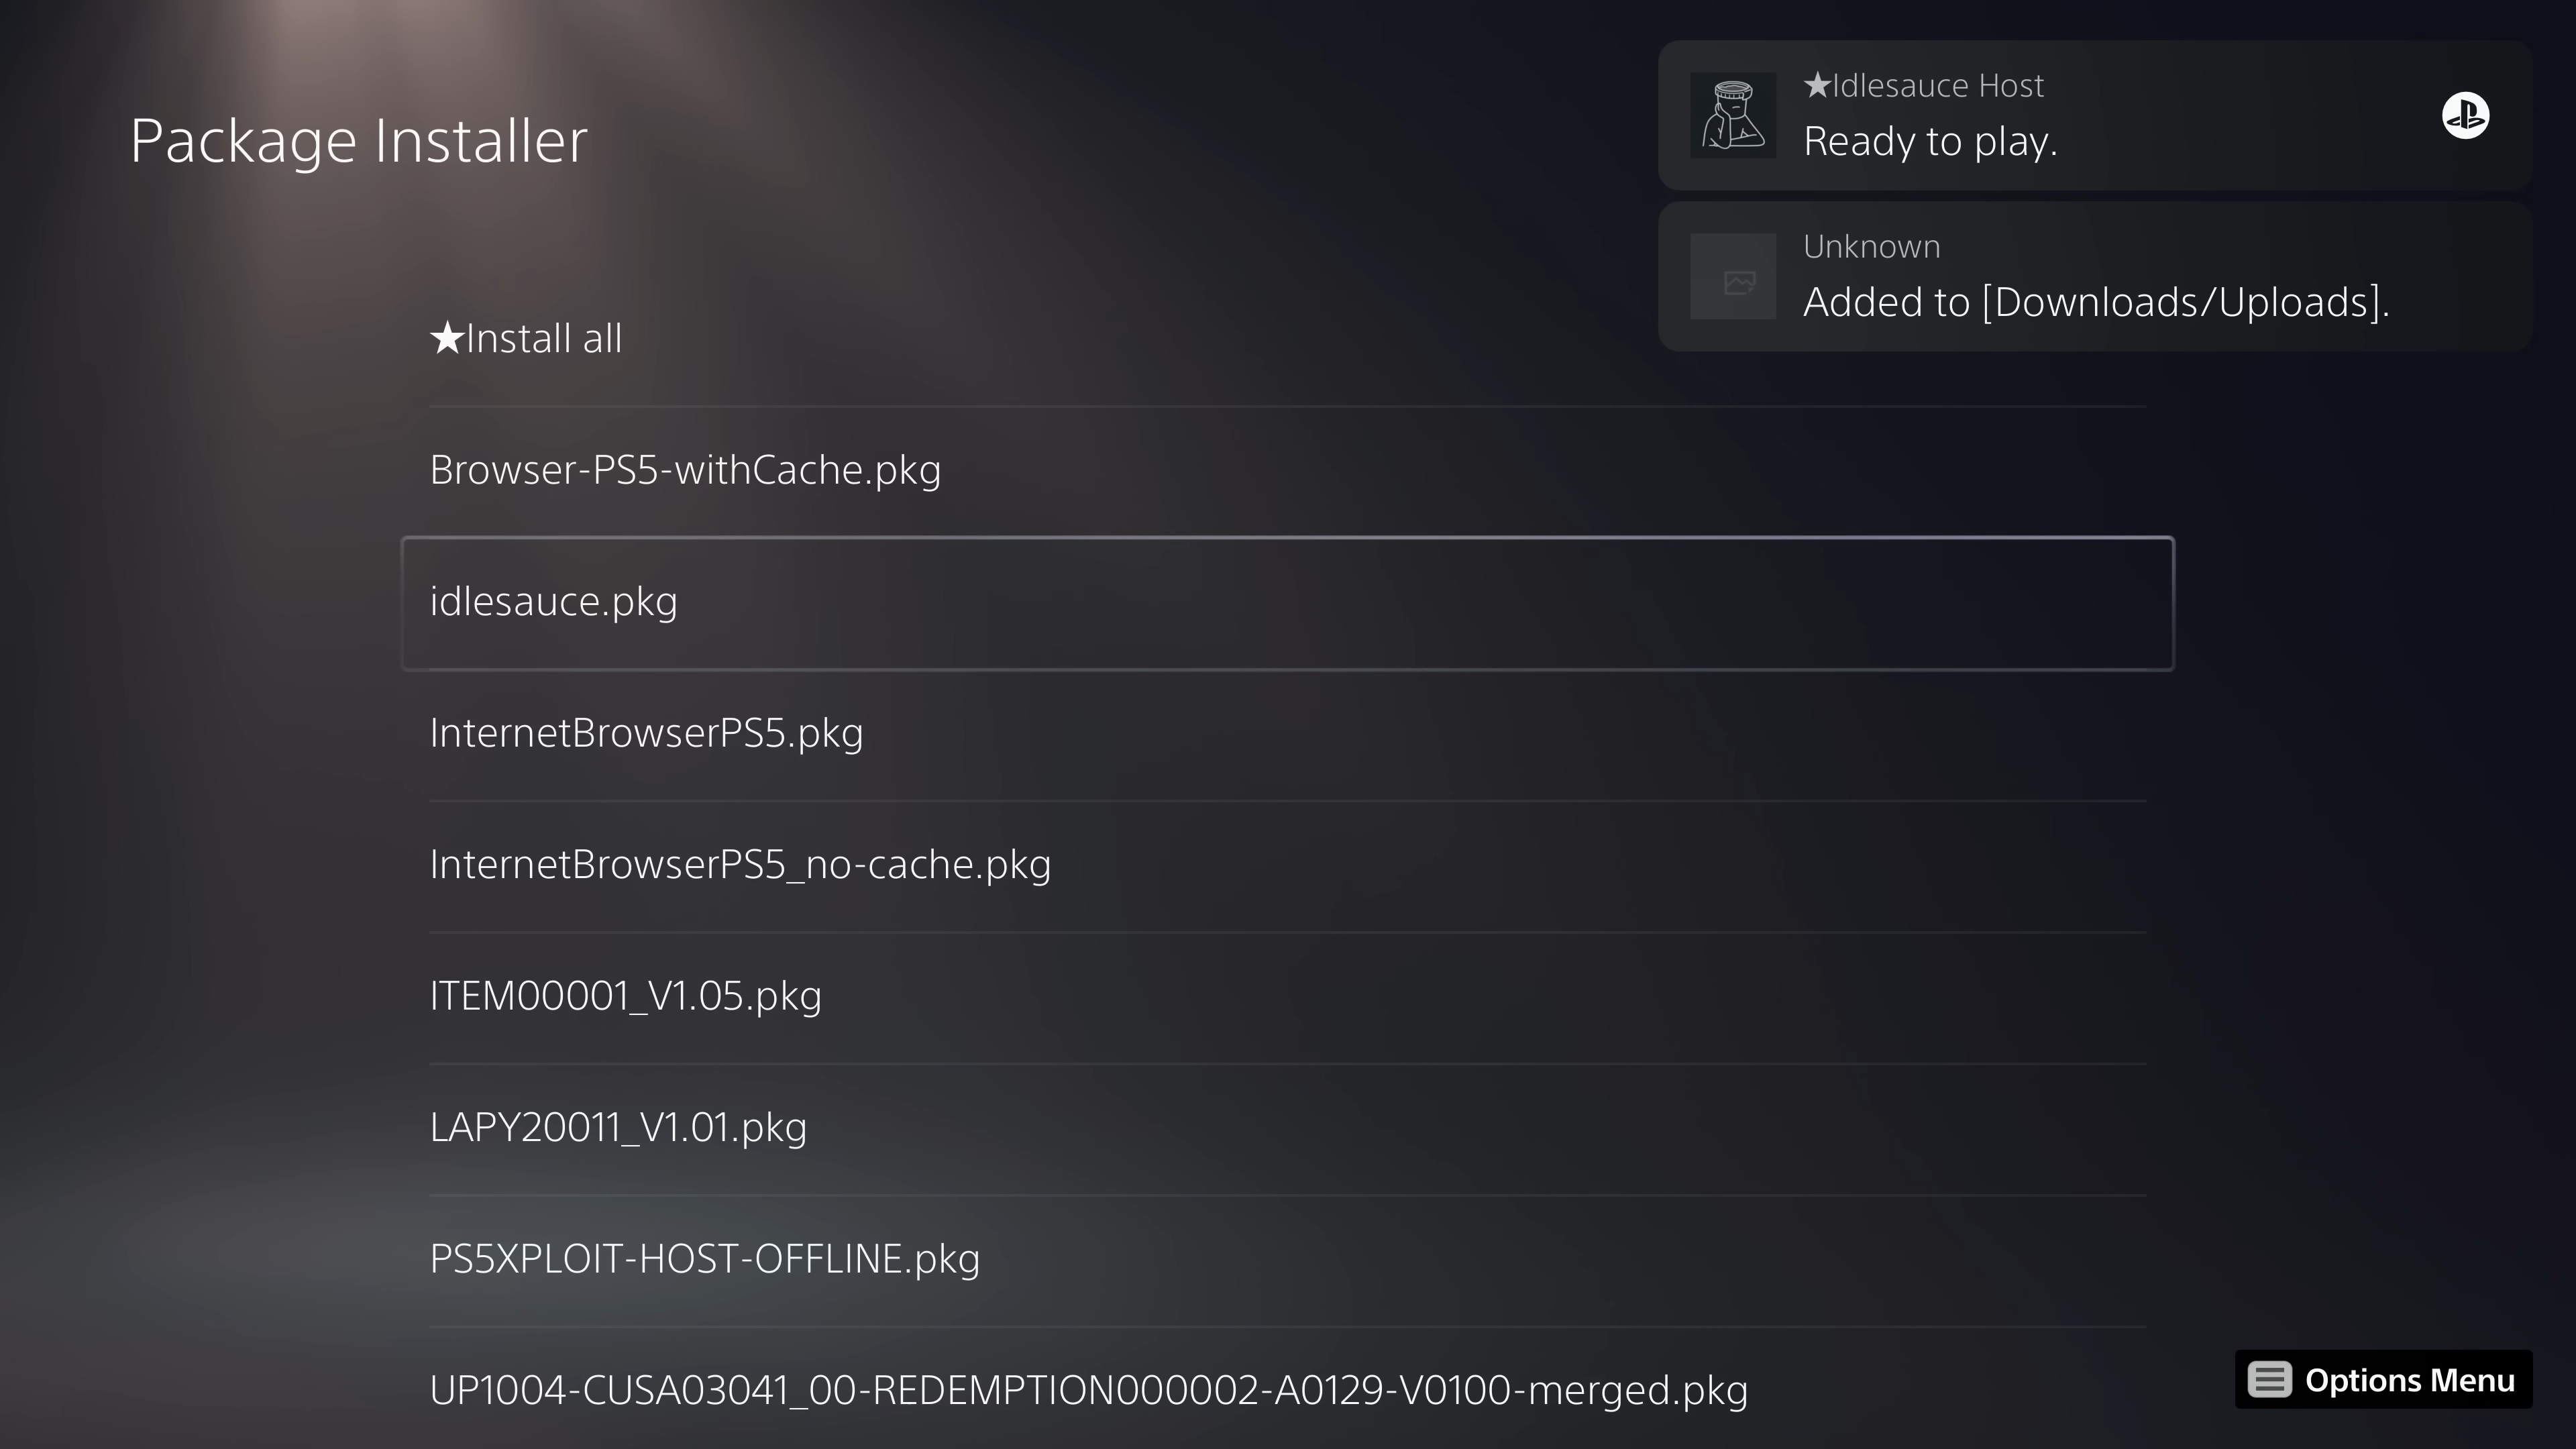 Package Installer
★Idlesauce Host
Ready to play.
Unknown
Added to [Downloads/Uploads].
★Install all
Browser-PS5-withCache.pkg
idlesauce.pkg
InternetBrowserPS5.pkg
InternetBrowserPS5_no-cache.pkg
ITEM00001_V1.05.pkg
LAPY20011_V1.01.pkg
PS5XPLOIT-HOST-OFFLINE.pkg
UP1004-CUSA03041_00-REDEMPTION000002-A0129-V0100-merged.pkg
Options Menu